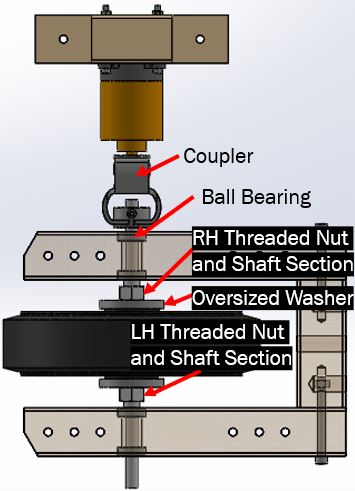 Coupler
Ball Bearing
RH Threaded Nut
and Shaft Section
Oversized Washer
LH Threaded Nut
and Shaft Section